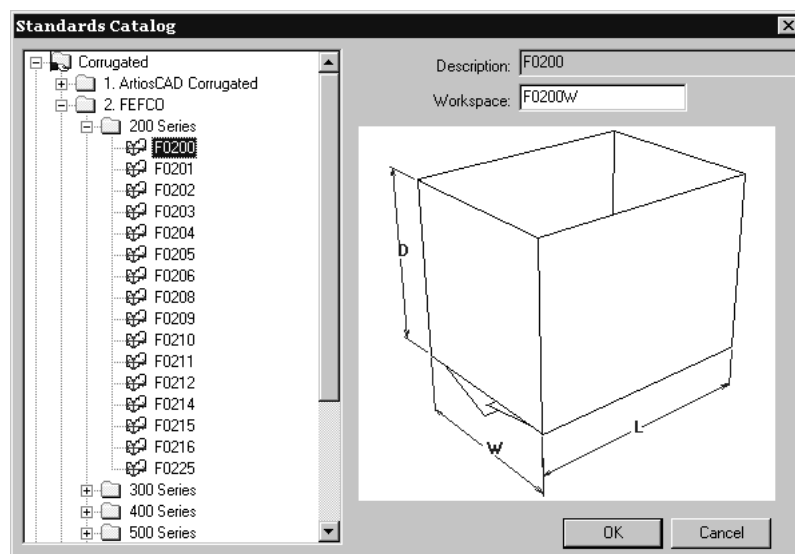 Standards Catalog
Corrugated
1. ArtiosCAD Corrugated
2. FEFCO
200 Series
F0200
F0201
F0202
F0203
F0204
F0205
F0206
F0208
F0209
F0210
F0211
F0212
F0214
F0215
F0216
F0225
300 Series
400 Series
500 Series
Description: F0200
Workspace: F0200W
D
W
L
OK Cancel